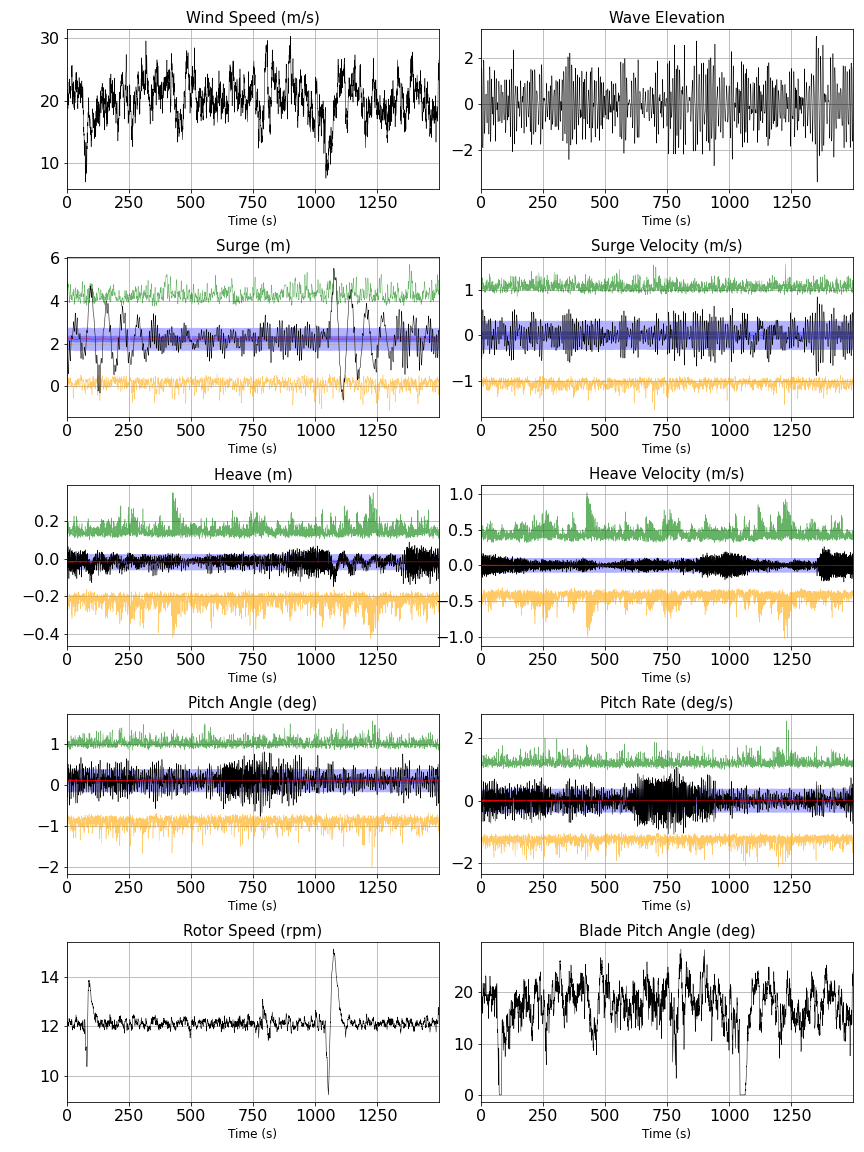 Wind Speed (m/s)
30
20
10
0 250 500 750 1000 1250
Time (s)
Wave Elevation
2
0
−2
0 250 500 750 1000 1250
Time (s)
Surge (m)
6
4
2
0
0 250 500 750 1000 1250
Time (s)
Surge Velocity (m/s)
1
0
−1
0 250 500 750 1000 1250
Time (s)
Heave (m)
0.2
0.0
−0.2
−0.4
0 250 500 750 1000 1250
Time (s)
Heave Velocity (m/s)
1.0
0.5
0.0
−0.5
−1.0
0 250 500 750 1000 1250
Time (s)
Pitch Angle (deg)
1
0
−1
−2
0 250 500 750 1000 1250
Time (s)
Pitch Rate (deg/s)
2
0
−2
0 250 500 750 1000 1250
Time (s)
Rotor Speed (rpm)
14
12
10
0 250 500 750 1000 1250
Time (s)
Blade Pitch Angle (deg)
20
10
0
0 250 500 750 1000 1250
Time (s)